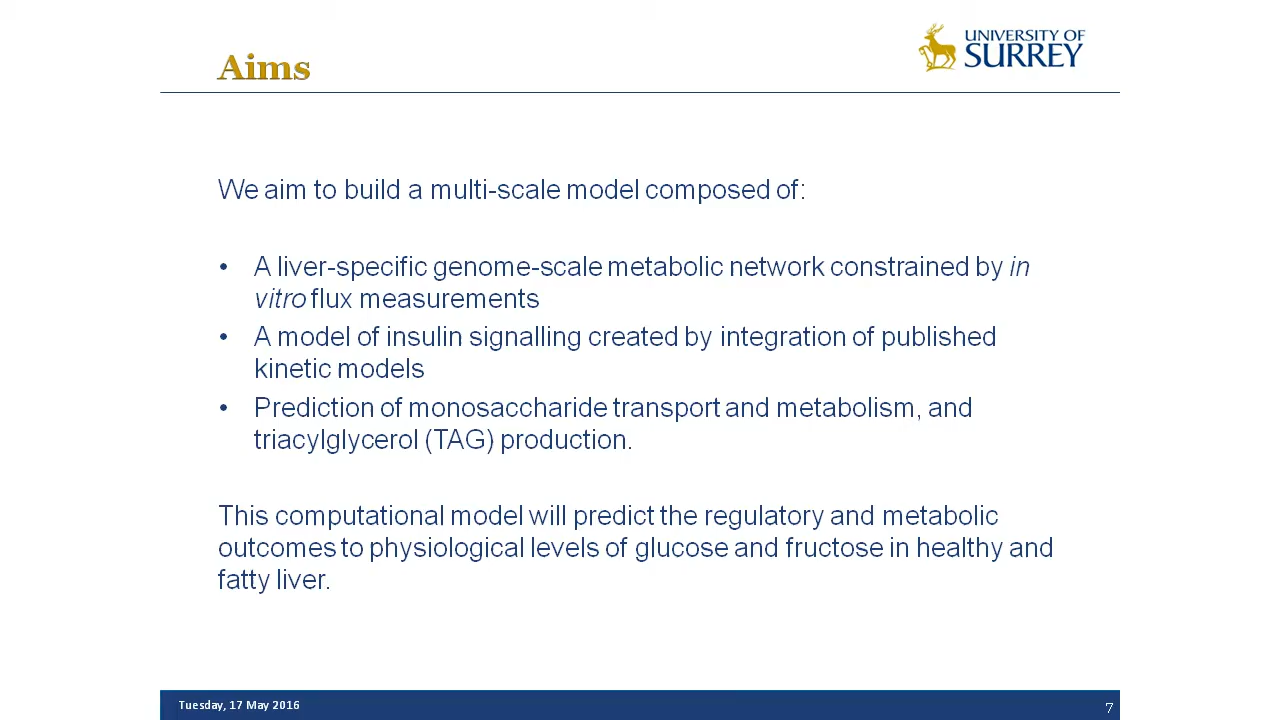 Aims
UNIVERSITY OF
SURREY
We aim to build a multi-scale model composed of:
• A liver-specific genome-scale metabolic network constrained by in
vitro flux measurements
• A model of insulin signalling created by integration of published
kinetic models
• Prediction of monosaccharide transport and metabolism, and
triacylglycerol (TAG) production.
This computational model will predict the regulatory and metabolic
outcomes to physiological levels of glucose and fructose in healthy and
fatty liver.
Tuesday, 17 May 2016
7